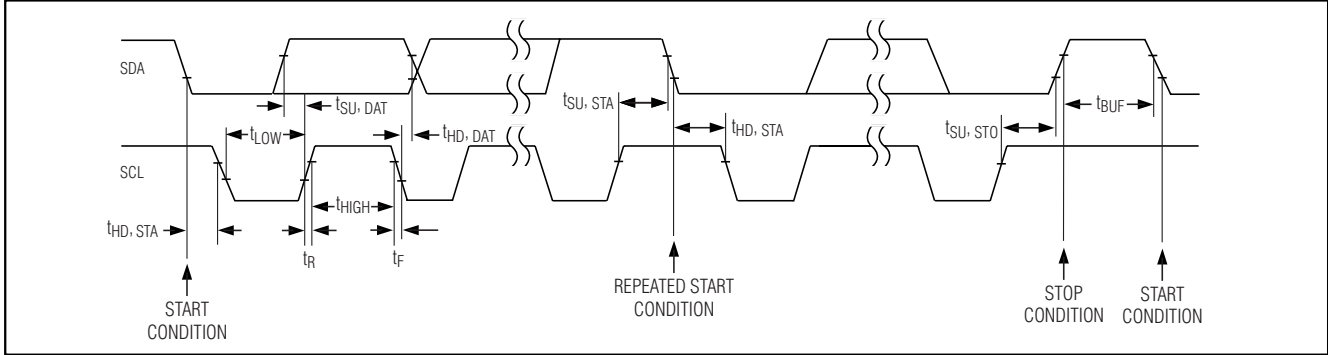 SDA
tSU, DAT
tHD, DAT
tLOW
tSU, STA
tHD, STA
tSU, STO
tBUF
SCL
tHIGH
tHD, STA
tR
tF
START
CONDITION
REPEATED START
CONDITION
STOP
CONDITION
START
CONDITION